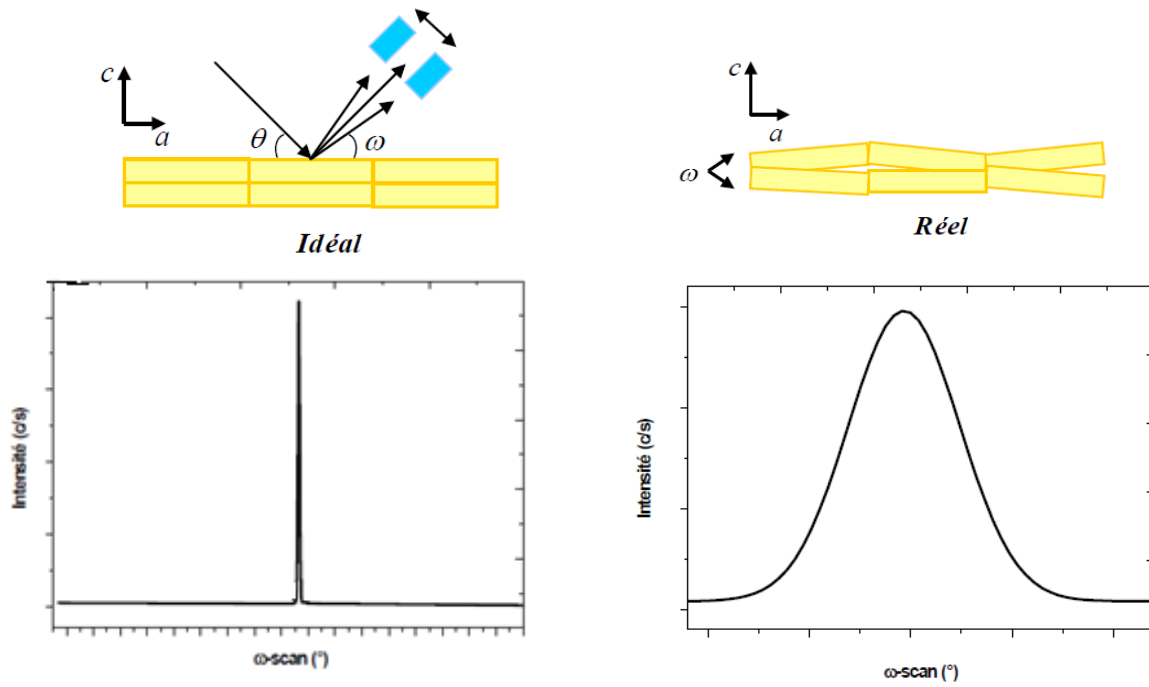 c
a
θ
ω
Idéal
c
a
ω
Réel
Intensité (c/s)
ω-scan (°)
Intensité (c/s)
ω-scan (°)